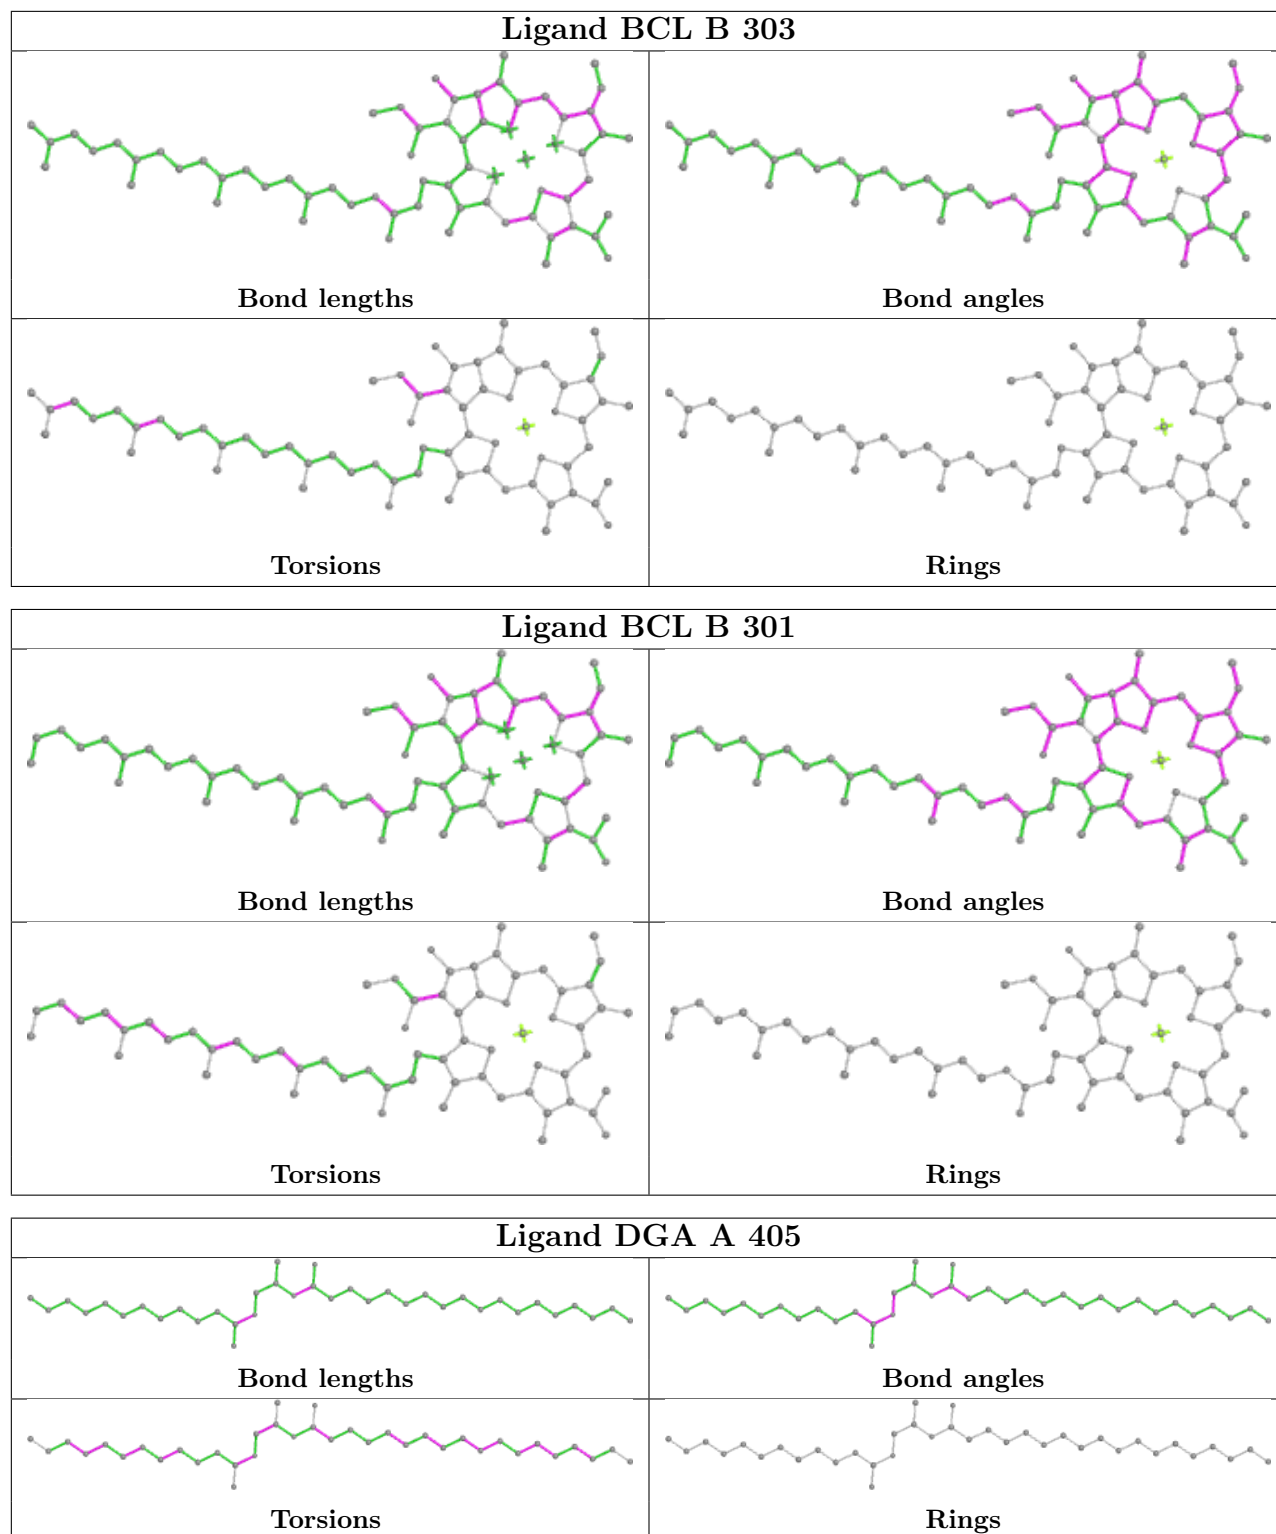 Ligand BCL B 303
Bond lengths
Bond angles
Torsions
Rings
Ligand BCL B 301
Bond lengths
Bond angles
Torsions
Rings
Ligand DGA A 405
Bond lengths
Bond angles
Torsions
Rings